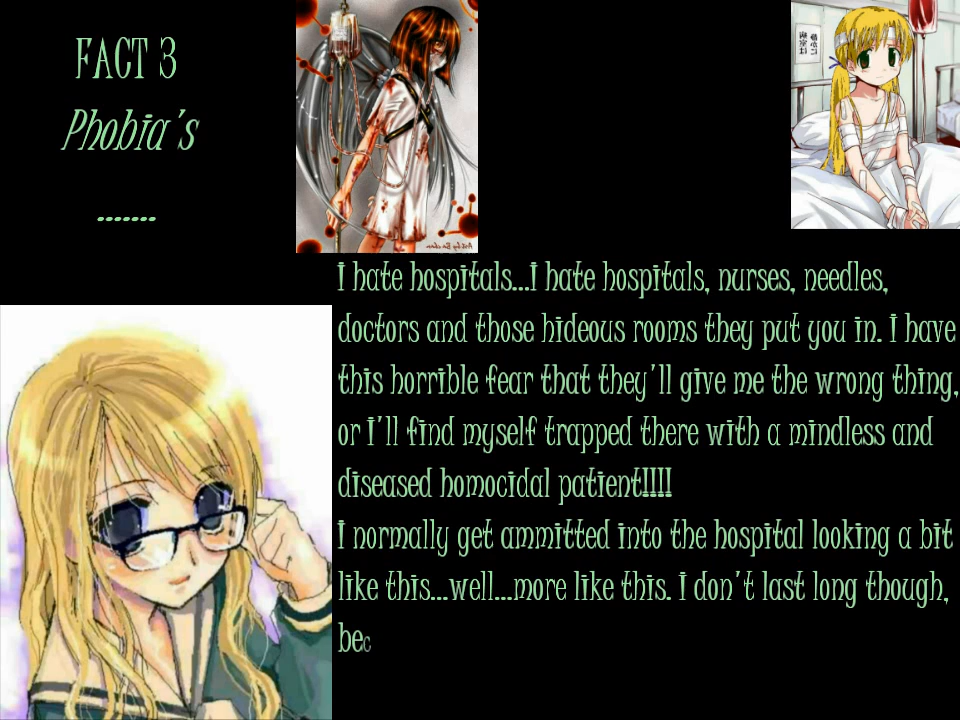 FACT 3
Phobia's
.......
I hate hospitals...I hate hospitals, nurses, needles,
doctors and those hideous rooms they put you in. I have
this horrible fear that they'll give me the wrong thing,
or I'll find myself trapped there with a mindless and
diseased homocidal patient!!!!
I normally get ammitted into the hospital looking a bit
like this...well...more like this. I don't last long though,
bec